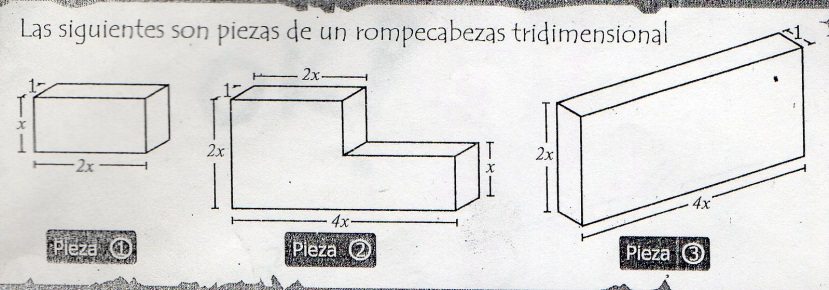 Las siguientes son piezas de un rompecabezas tridimensional
1
x
2x
Pieza 1
1
2x
2x
x
4x
Pieza 2
1
2x
4x
Pieza 3